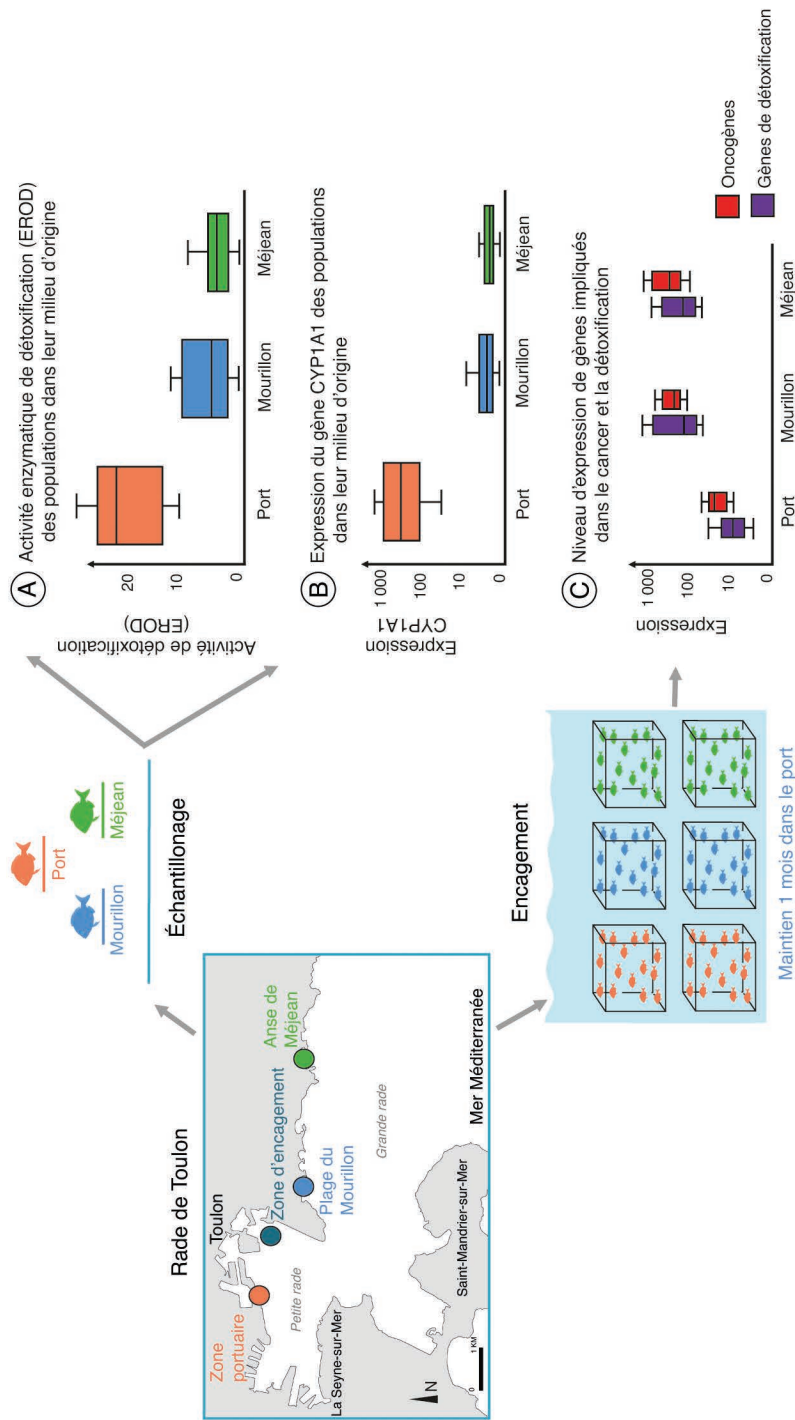 Rade de Toulon
Zone
portuaire
Toulon
Zone d'encagement
Anse de
Méjean
Petite rade
Plage du
Mourillon
Grande rade
La Seyne-sur-Mer
Saint-Mandrier-sur-Mer
Mer Méditerranée
N
0 1 KM
Port
Mourillon
Méjean
Échantillonage
Encagement
Maintien 1 mois dans le port
A Activité enzymatique de détoxification (EROD)
des populations dans leur milieu d'origine
Activité de détoxification
(EROD)
20
10
0
Port
Mourillon
Méjean
B Expression du gène CYP1A1 des populations
dans leur milieu d'origine
Expression
CYP1A1
1 000
100
10
0
Port
Mourillon
Méjean
C Niveau d'expression de gènes impliqués
dans le cancer et la détoxification
Expression
1 000
100
10
0
Port
Mourillon
Méjean
Oncogènes
Gènes de détoxification